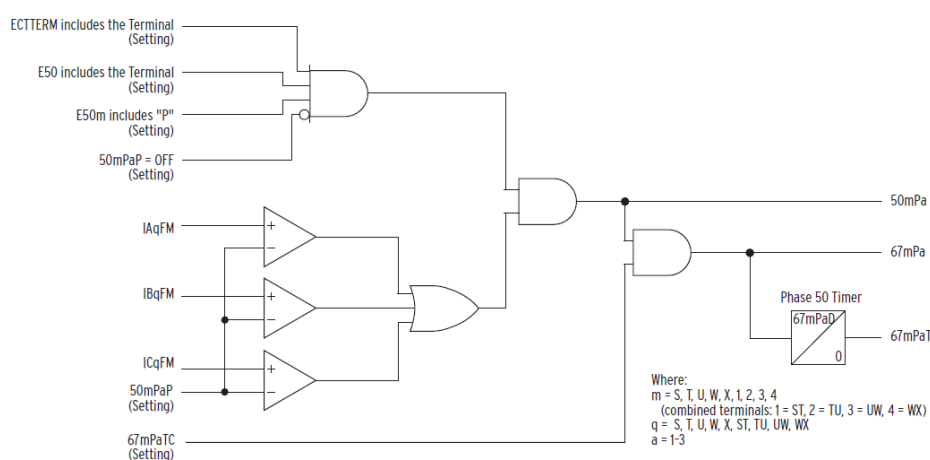 ECTTERM includes the Terminal
(Setting)
E50 includes the Terminal
(Setting)
E50m includes "P"
(Setting)
50mPaP = OFF
(Setting)
50mPa
IAqFM
+
−
67mPa
IBqFM
+
−
Phase 50 Timer
67mPaD
0
67mPaT
ICqFM
+
50mPaP
−
(Setting)
67mPaTC
(Setting)
Where:
m = S, T, U, W, X, 1, 2, 3, 4
(combined terminals: 1 = ST, 2 = TU, 3 = UW, 4 = WX)
q = S, T, U, W, X, ST, TU, UW, WX
a = 1-3